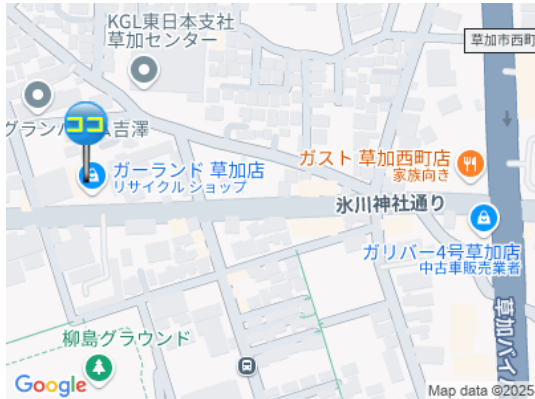 KGL東日本支社
草加センター
草加市西町
ココ
吉澤
ガーランド 草加店
リサイクル ショップ
ガスト 草加西町店
家族向き
氷川神社通り
ガリバー4号草加店
中古車販売業者
草加バイ
柳島グラウンド
Google
Map data ©2025